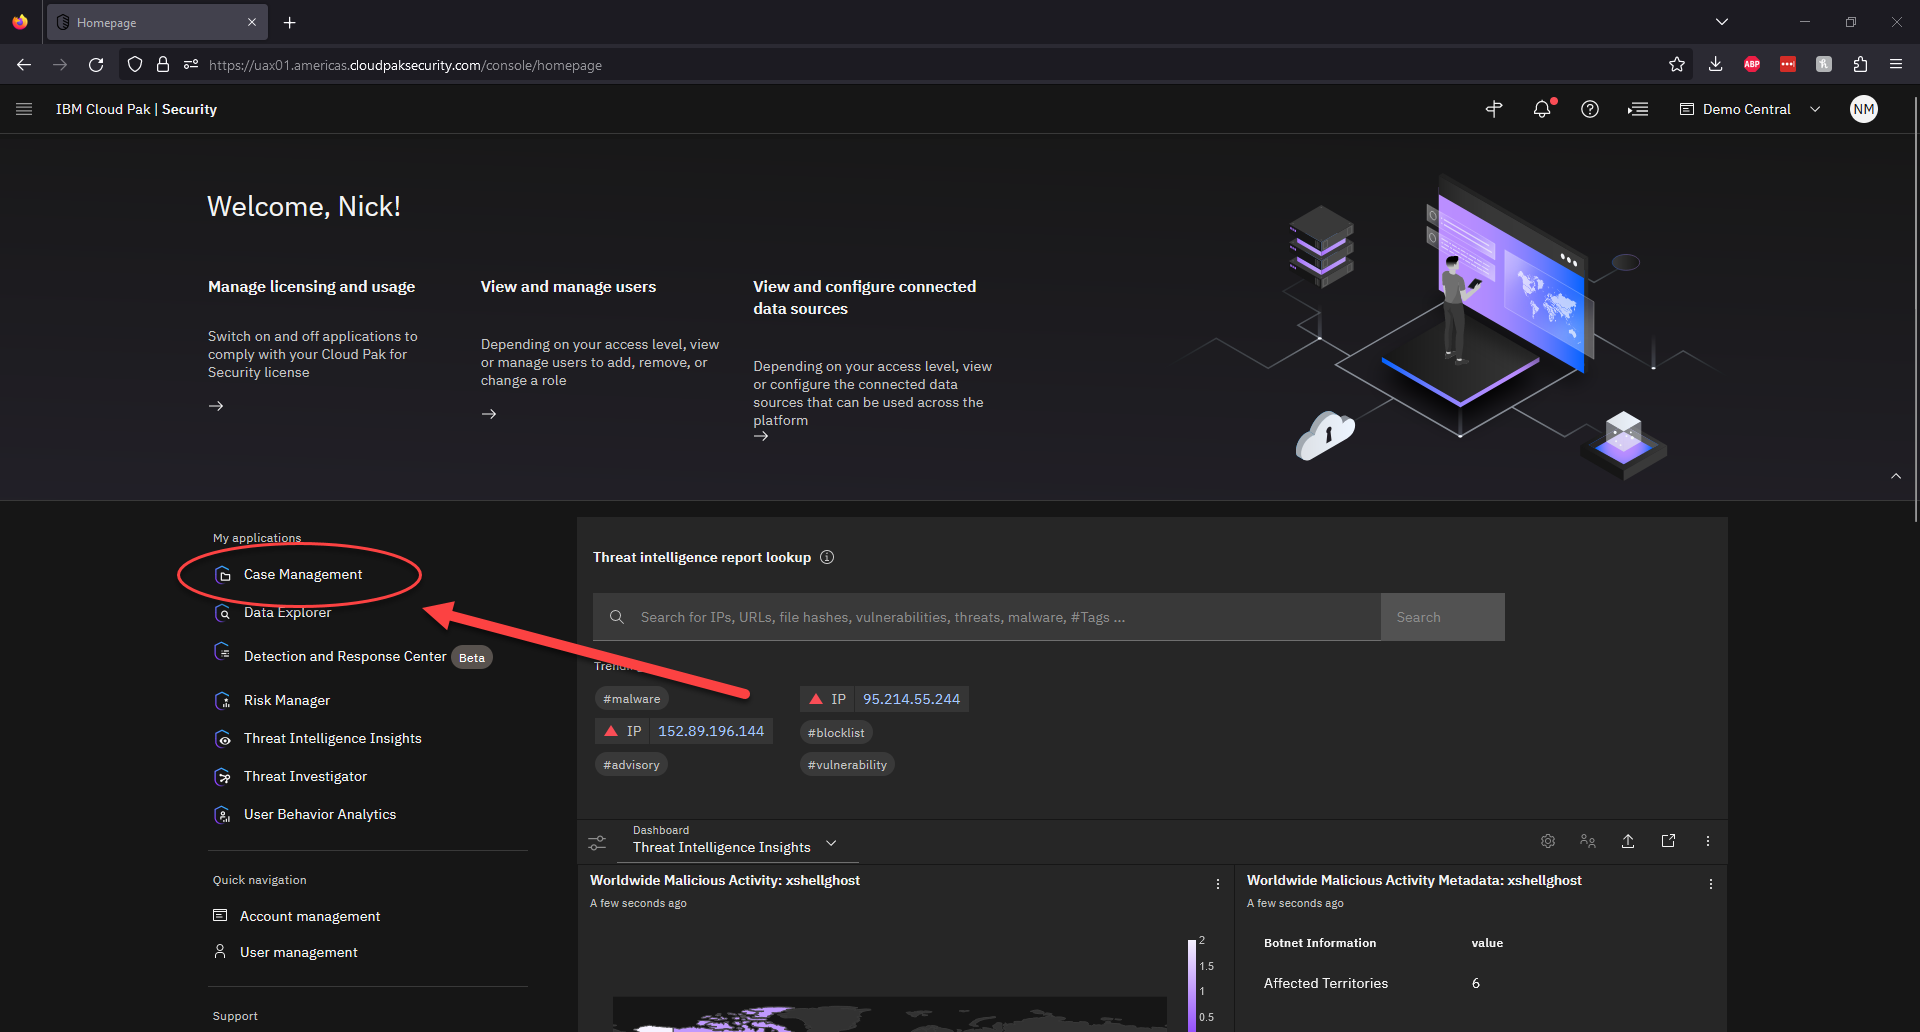 Homepage
https://uax01.americas.cloudpaksecurity.com/console/homepage
ABP
IBM Cloud Pak | Security
Demo Central
NM
Welcome, Nick!
Manage licensing and usage
Switch on and off applications to
comply with your Cloud Pak for
Security license
View and manage users
Depending on your access level, view
or manage users to add, remove, or
change a role
View and configure connected
data sources
Depending on your access level, view
or configure the connected data
sources that can be used across the
platform
My applications
Case Management
Data Explorer
Detection and Response Center Beta
Risk Manager
Threat Intelligence Insights
Threat Investigator
User Behavior Analytics
Quick navigation
Account management
User management
Support
Threat intelligence report lookup
Search for IPs, URLs, file hashes, vulnerabilities, threats, malware, #Tags ...
Search
#malware
IP 95.214.55.244
IP 152.89.196.144
#blocklist
#advisory
#vulnerability
Dashboard
Threat Intelligence Insights
Worldwide Malicious Activity: xshellghost
A few seconds ago
2
1.5
1
0.5
Worldwide Malicious Activity Metadata: xshellghost
A few seconds ago
Botnet Information value
Affected Territories 6